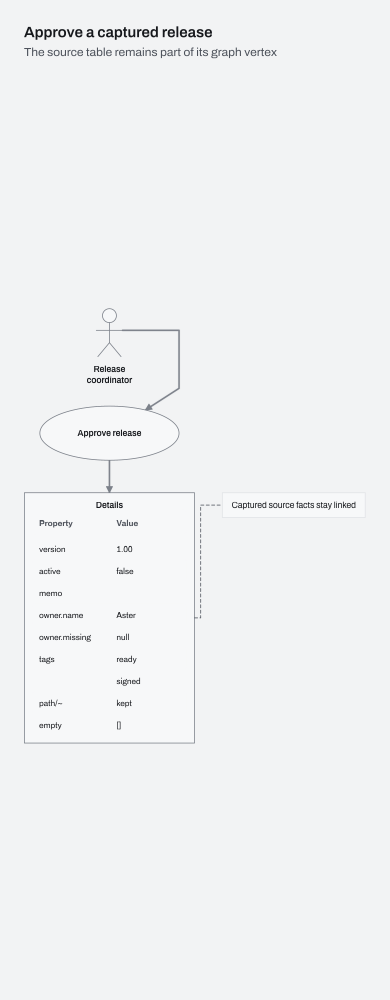 Approve a captured release
The source table remains part of its graph vertex
Release
coordinator
Approve release
Details
Property Value
version 1.00
active false
memo
owner.name Aster
owner.missing null
tags ready
signed
path/~ kept
empty []
Captured source facts stay linked